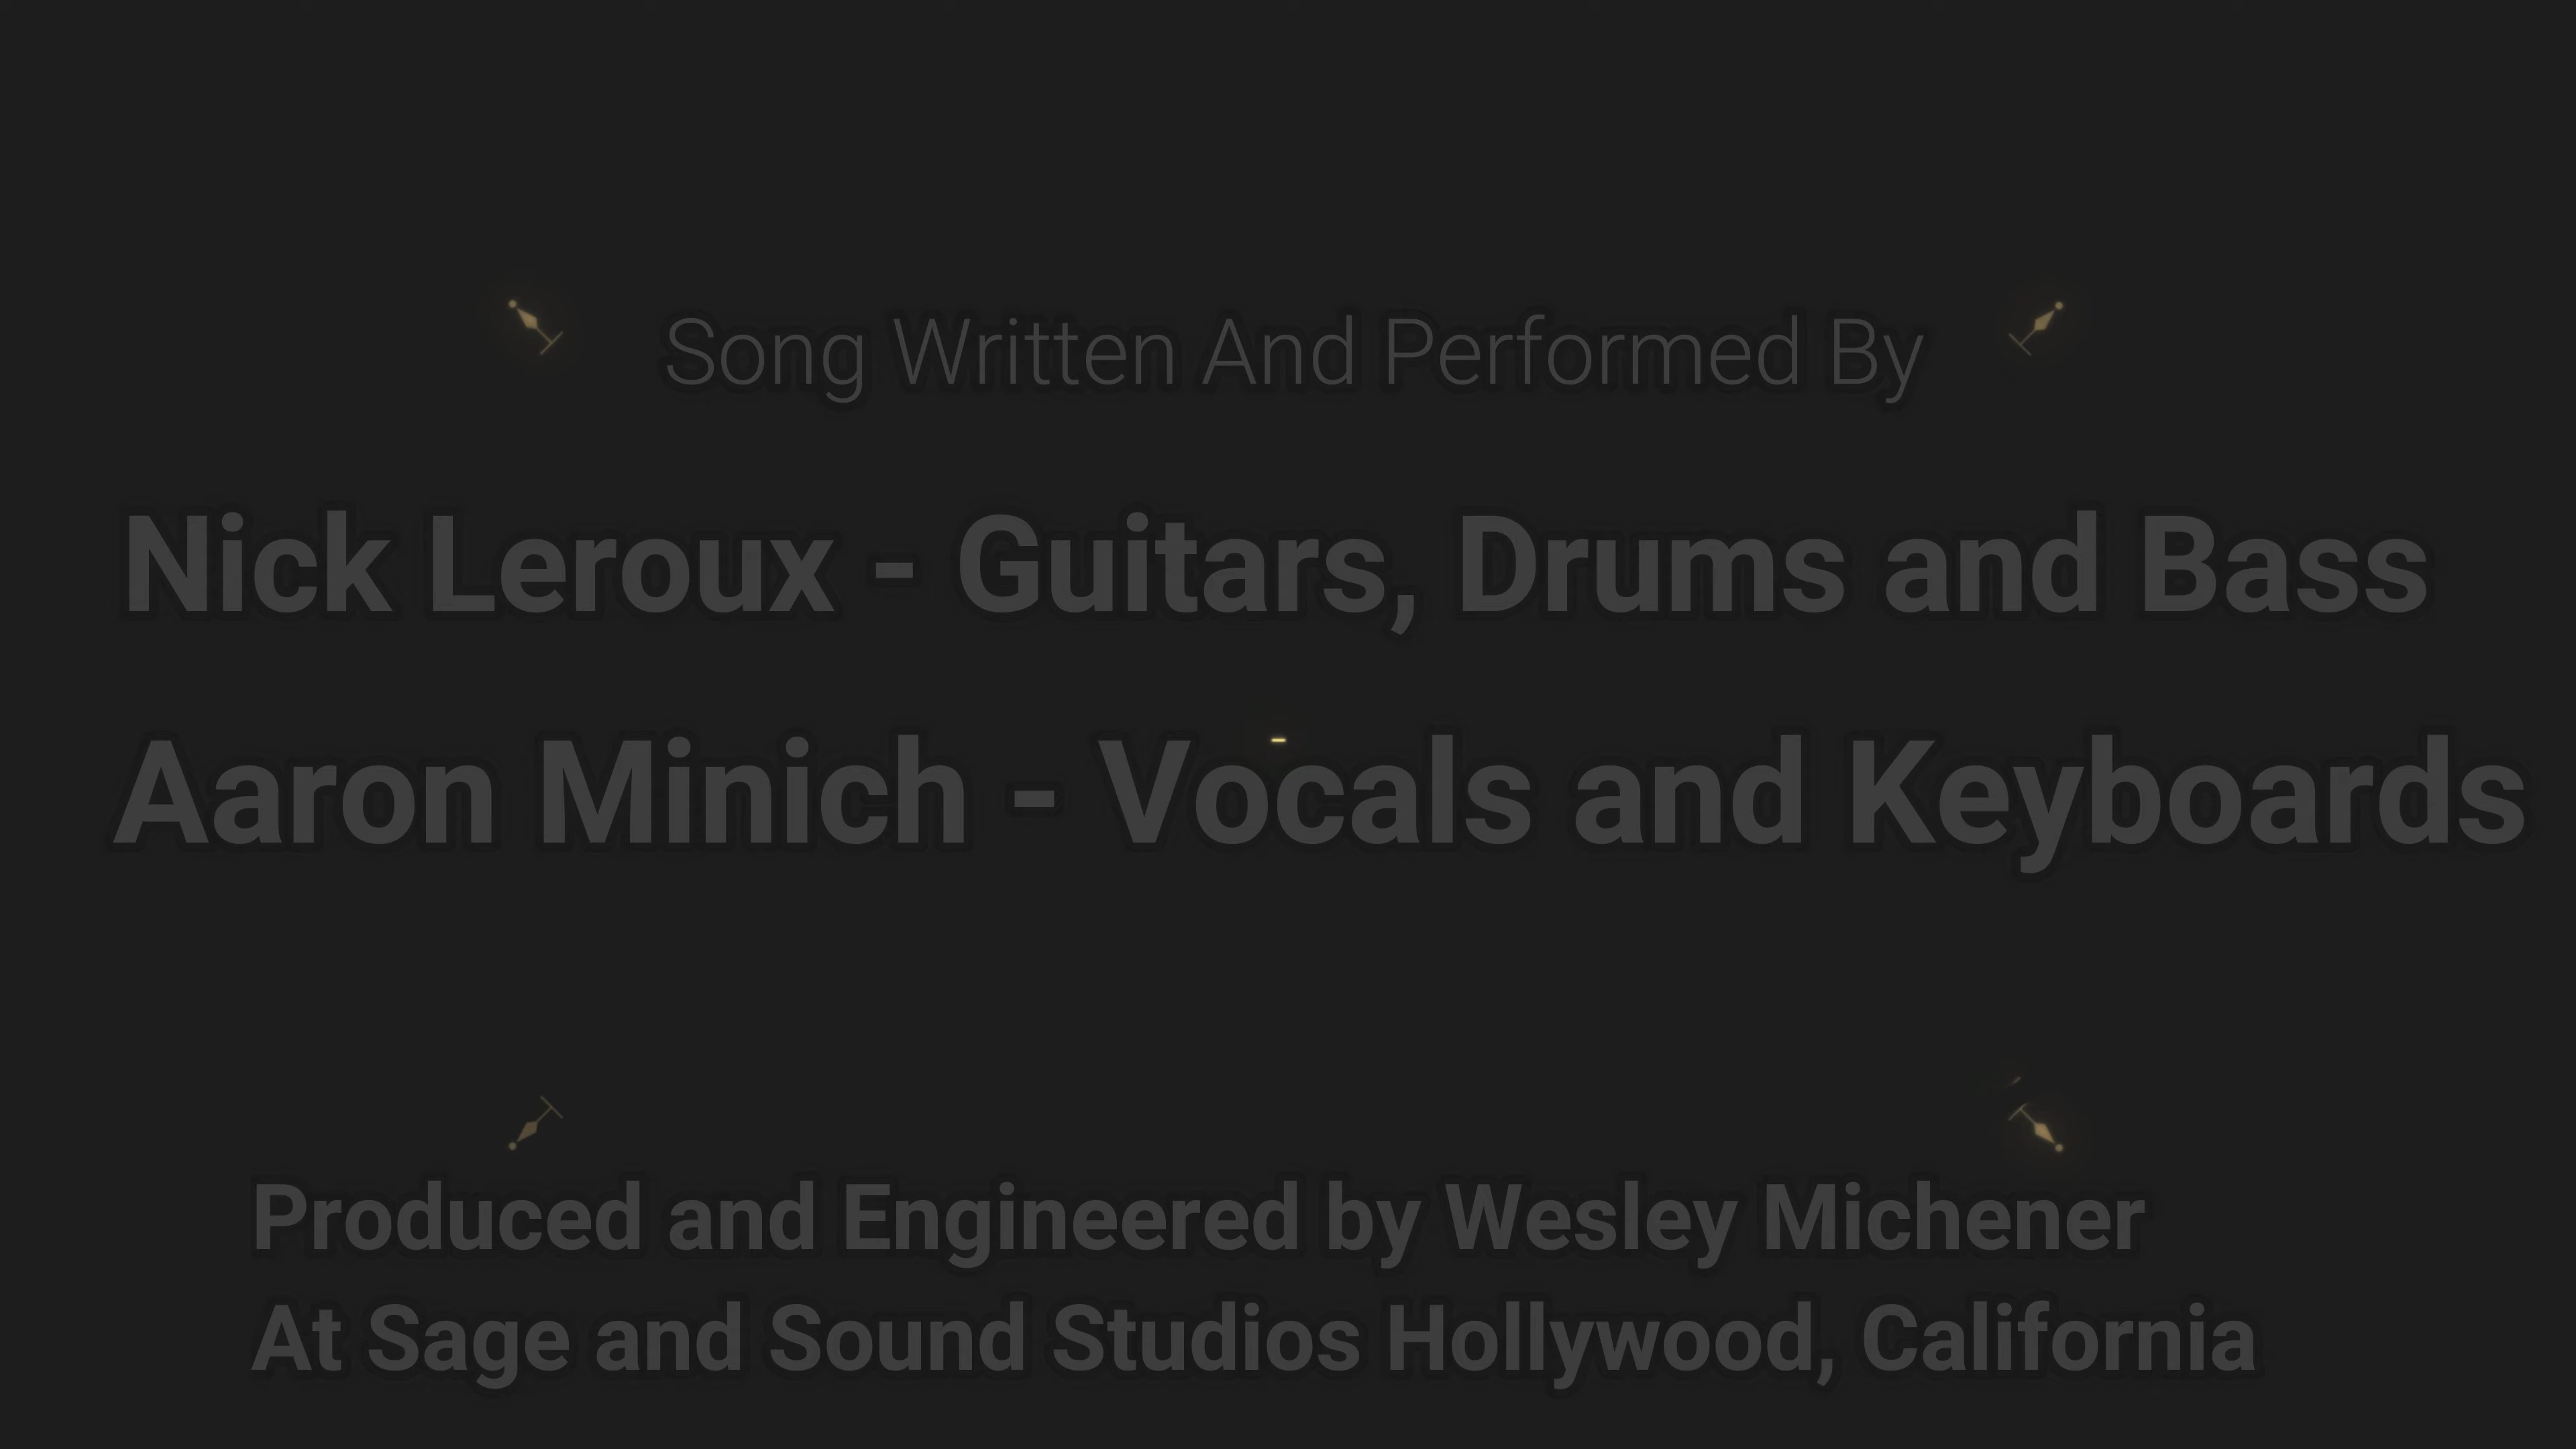 Song Written And Performed By
Nick Leroux - Guitars, Drums and Bass
Aaron Minich - Vocals and Keyboards
Produced and Engineered by Wesley Michener
At Sage and Sound Studios Hollywood, California